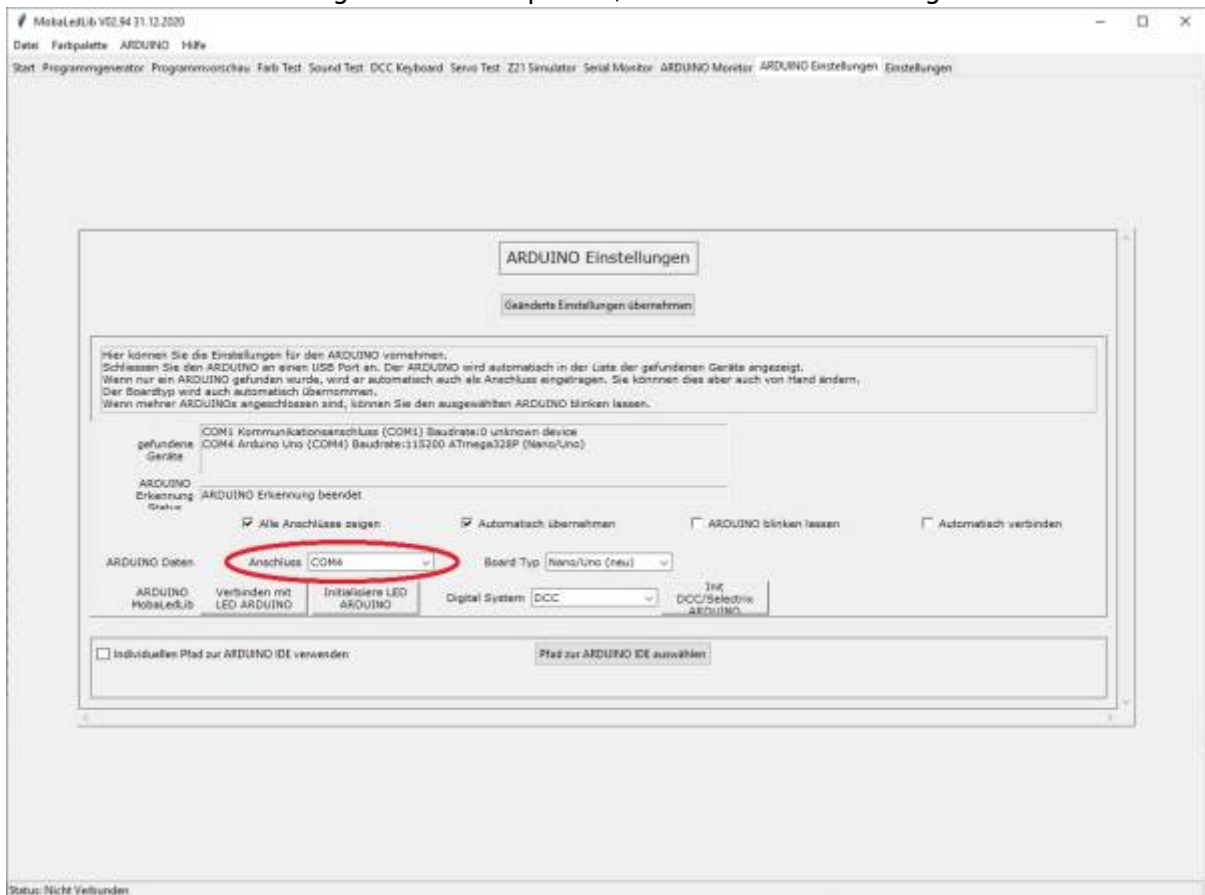 MobaLedLib V02.94 31.12.2020
Datei Farbpalette ARDUINO Hilfe
Start Programmgenerator Programmvorschau Farb Test Sound Test DCC Keyboard Servo Test Z21 Simulator Serial Monitor ARDUINO Monitor ARDUINO Einstellungen Einstellungen
ARDUINO Einstellungen
Geänderte Einstellungen übernehmen
Hier können Sie die Einstellungen für den ARDUINO vornehmen.
Schliessen Sie den ARDUINO an einen USB Port an. Der ARDUINO wird automatisch in der Liste der gefundenen Geräte angezeigt.
Wenn nur ein ARDUINO gefunden wurde, wird er automatisch auch als Anschluss eingetragen. Sie könnnen dies aber auch von Hand ändern.
Der Boardtyp wird auch automatisch übernommen.
Wenn mehrer ARDUINOs angeschlossen sind, können Sie den ausgewählten ARDUINO blinken lassen.
gefundene Geräte
COM1 Kommunikationsanschluss (COM1) Baudrate:0 unknown device
COM4 Arduino Uno (COM4) Baudrate:115200 ATmega328P (Nano/Uno)
ARDUINO Erkennung Status
ARDUINO Erkennung beendet
Alle Anschlüsse zeigen Automatisch übernehmen ARDUINO blinken lassen Automatisch verbinden
ARDUINO Daten Anschluss COM4 Board Typ Nano/Uno (neu)
ARDUINO MobaLedLib
Verbinden mit LED ARDUINO
Initialisiere LED ARDUINO
Digital System DCC
Init DCC/Selectrix ARDUINO
Individuellen Pfad zur ARDUINO IDE verwenden Pfad zur ARDUINO IDE auswählen
Status: Nicht Verbunden